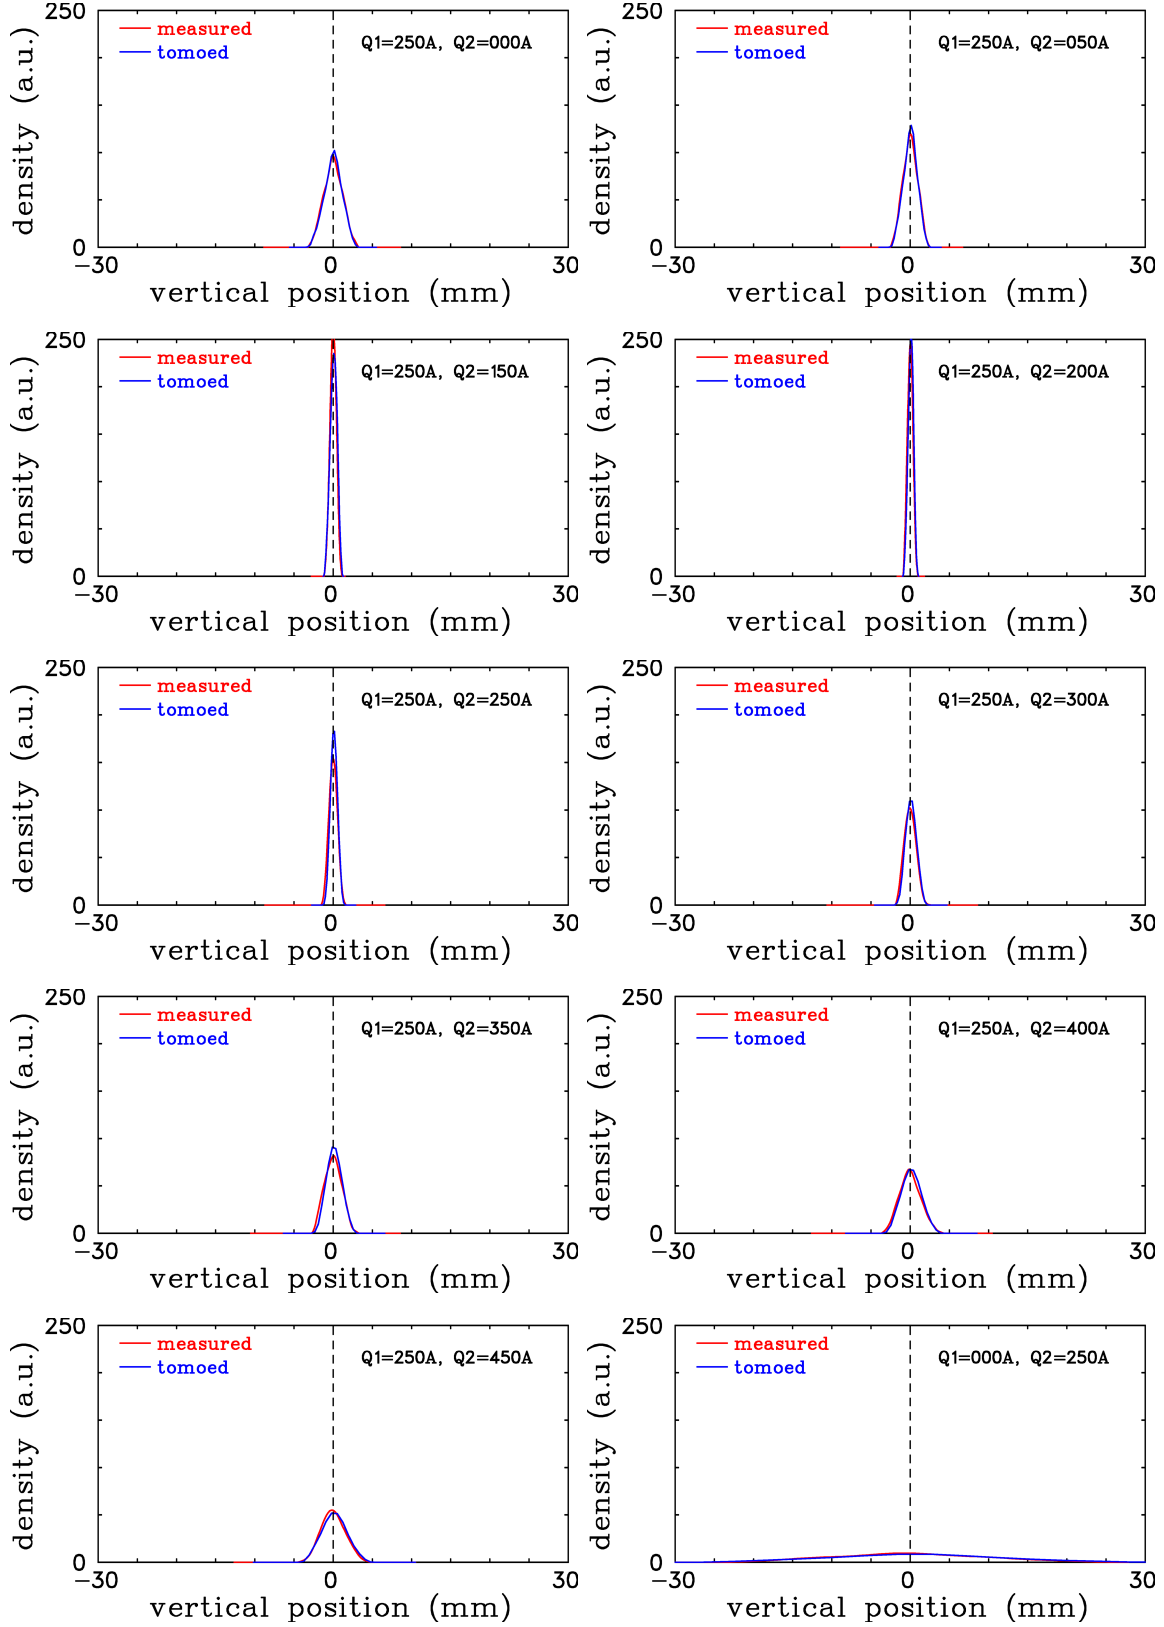 250
measured
tomoed
Q1=250A, Q2=000A
density (a.u.)
0
−30
0
30
vertical position (mm)
250
measured
tomoed
Q1=250A, Q2=050A
density (a.u.)
0
−30
0
30
vertical position (mm)
250
measured
tomoed
Q1=250A, Q2=150A
density (a.u.)
0
−30
0
30
vertical position (mm)
250
measured
tomoed
Q1=250A, Q2=200A
density (a.u.)
0
−30
0
30
vertical position (mm)
250
measured
tomoed
Q1=250A, Q2=250A
density (a.u.)
0
−30
0
30
vertical position (mm)
250
measured
tomoed
Q1=250A, Q2=300A
density (a.u.)
0
−30
0
30
vertical position (mm)
250
measured
tomoed
Q1=250A, Q2=350A
density (a.u.)
0
−30
0
30
vertical position (mm)
250
measured
tomoed
Q1=250A, Q2=400A
density (a.u.)
0
−30
0
30
vertical position (mm)
250
measured
tomoed
Q1=250A, Q2=450A
density (a.u.)
0
−30
0
30
vertical position (mm)
250
measured
tomoed
Q1=000A, Q2=250A
density (a.u.)
0
−30
0
30
vertical position (mm)